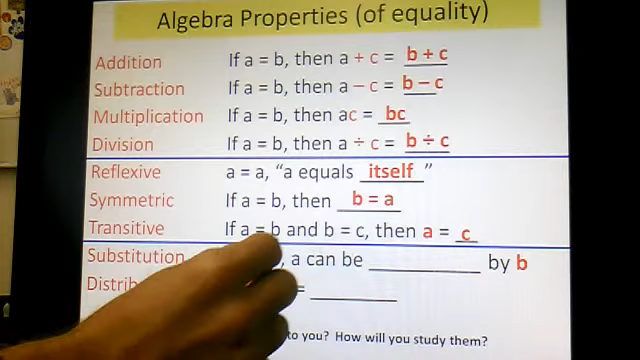 Algebra Properties (of equality)
Addition If a = b, then a + c = b + c
Subtraction If a = b, then a – c = b – c
Multiplication If a = b, then ac = bc
Division If a = b, then a ÷ c = b ÷ c
Reflexive a = a, “a equals itself”
Symmetric If a = b, then b = a
Transitive If a = b and b = c, then a = c
Substitution , a can be ________ by b
= ________
to you? How will you study them?